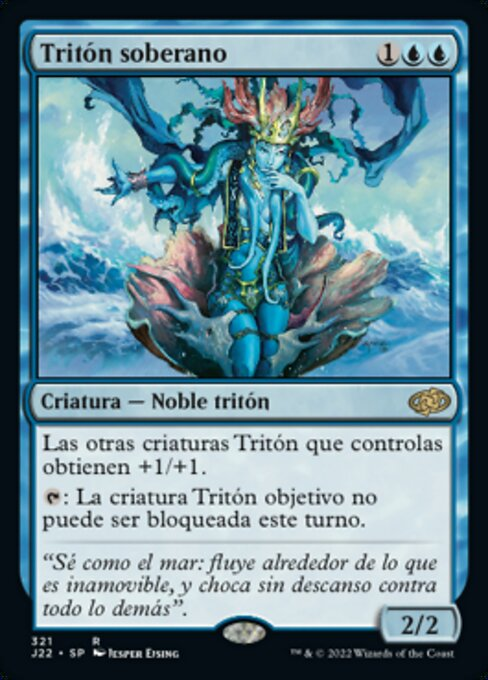 Tritón soberano 1
Criatura — Noble tritón
Las otras criaturas Tritón que controlas
obtienen +1/+1.
: La criatura Tritón objetivo no
puede ser bloqueada este turno.
“Sé como el mar: fluye alrededor de lo que
es inamovible, y choca sin descanso contra
todo lo demás”.
2/2
321 R
J22 • SP Jesper Ejsing
™ & © 2022 Wizards of the Coast